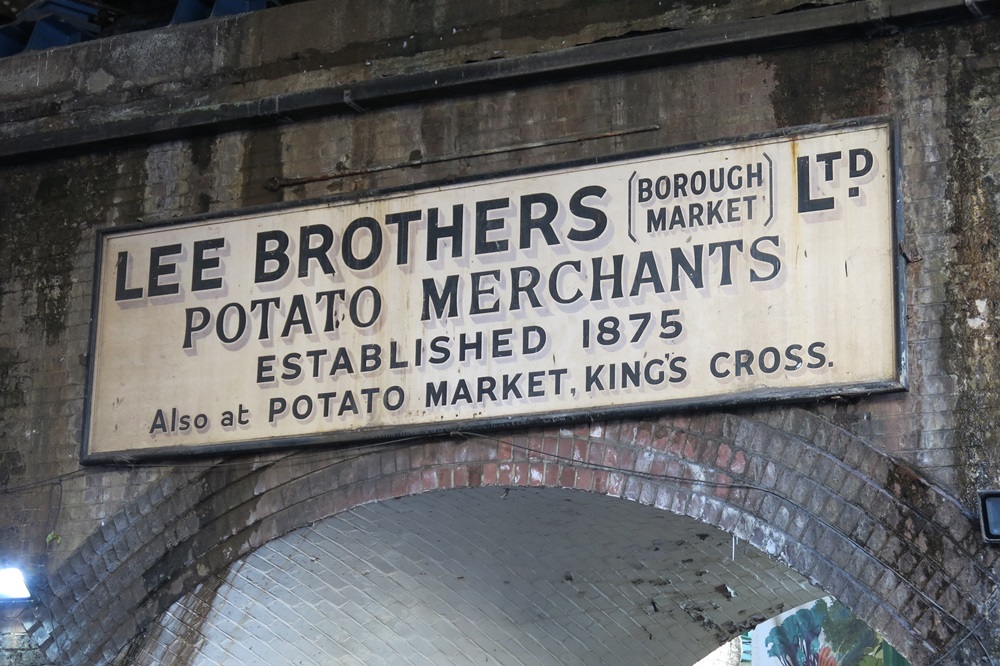 LEE BROTHERS (BOROUGH MARKET) LTD.
POTATO MERCHANTS
ESTABLISHED 1875
Also at POTATO MARKET, KING'S CROSS.